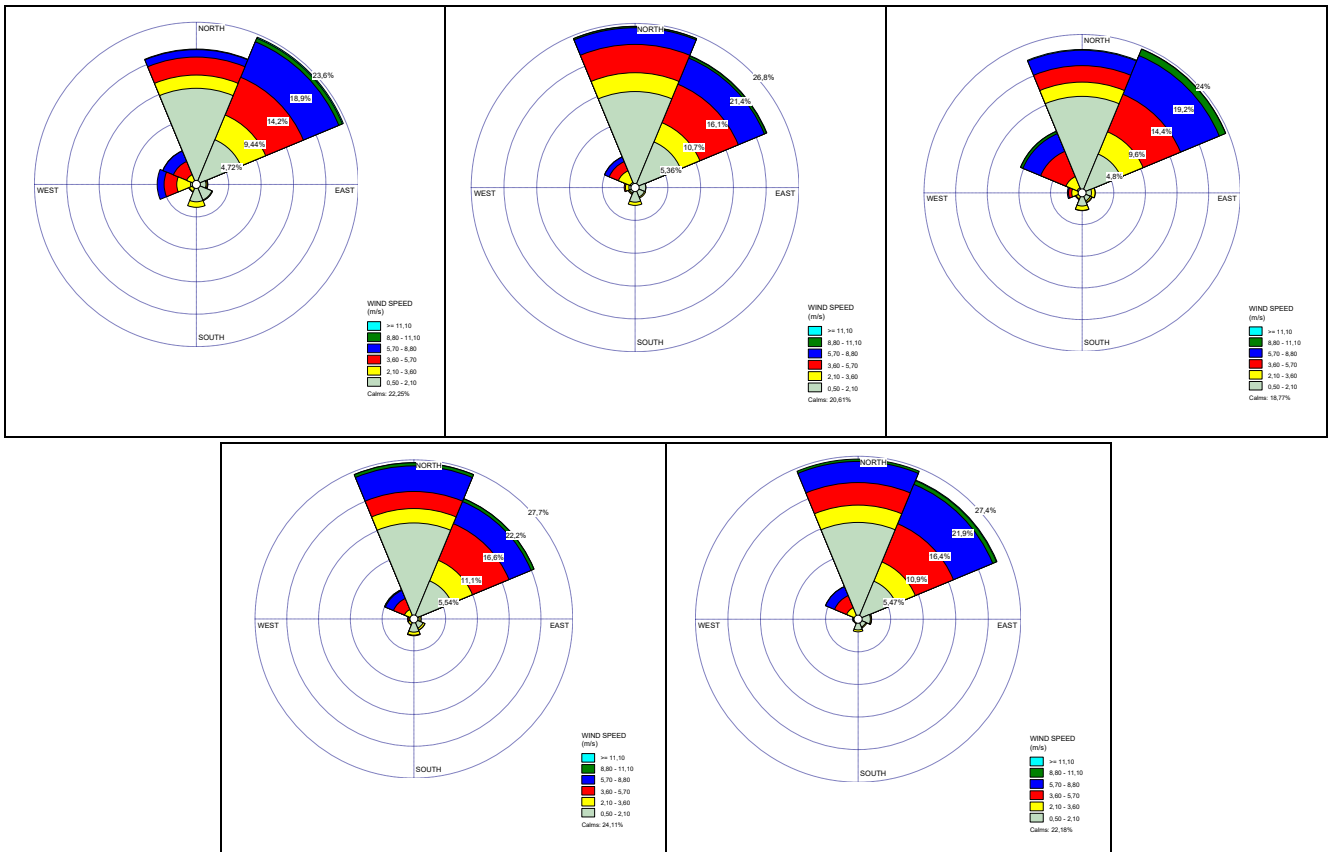 NORTH
23,6%
18,9%
14,2%
9,44%
4,72%
WEST
EAST
SOUTH
WIND SPEED
(m/s)
>= 11,10
8,80 - 11,10
5,70 - 8,80
3,60 - 5,70
2,10 - 3,60
0,50 - 2,10
Calms: 22,25%
NORTH
26,8%
21,4%
16,1%
10,7%
5,36%
WEST
EAST
SOUTH
WIND SPEED
(m/s)
>= 11,10
8,80 - 11,10
5,70 - 8,80
3,60 - 5,70
2,10 - 3,60
0,50 - 2,10
Calms: 20,61%
NORTH
24%
19,2%
14,4%
9,6%
4,8%
WEST
EAST
SOUTH
WIND SPEED
(m/s)
>= 11,10
8,80 - 11,10
5,70 - 8,80
3,60 - 5,70
2,10 - 3,60
0,50 - 2,10
Calms: 18,77%
NORTH
27,7%
22,2%
16,6%
11,1%
5,54%
WEST
EAST
SOUTH
WIND SPEED
(m/s)
>= 11,10
8,80 - 11,10
5,70 - 8,80
3,60 - 5,70
2,10 - 3,60
0,50 - 2,10
Calms: 24,11%
NORTH
27,4%
21,9%
16,4%
10,9%
5,47%
WEST
EAST
SOUTH
WIND SPEED
(m/s)
>= 11,10
8,80 - 11,10
5,70 - 8,80
3,60 - 5,70
2,10 - 3,60
0,50 - 2,10
Calms: 22,18%